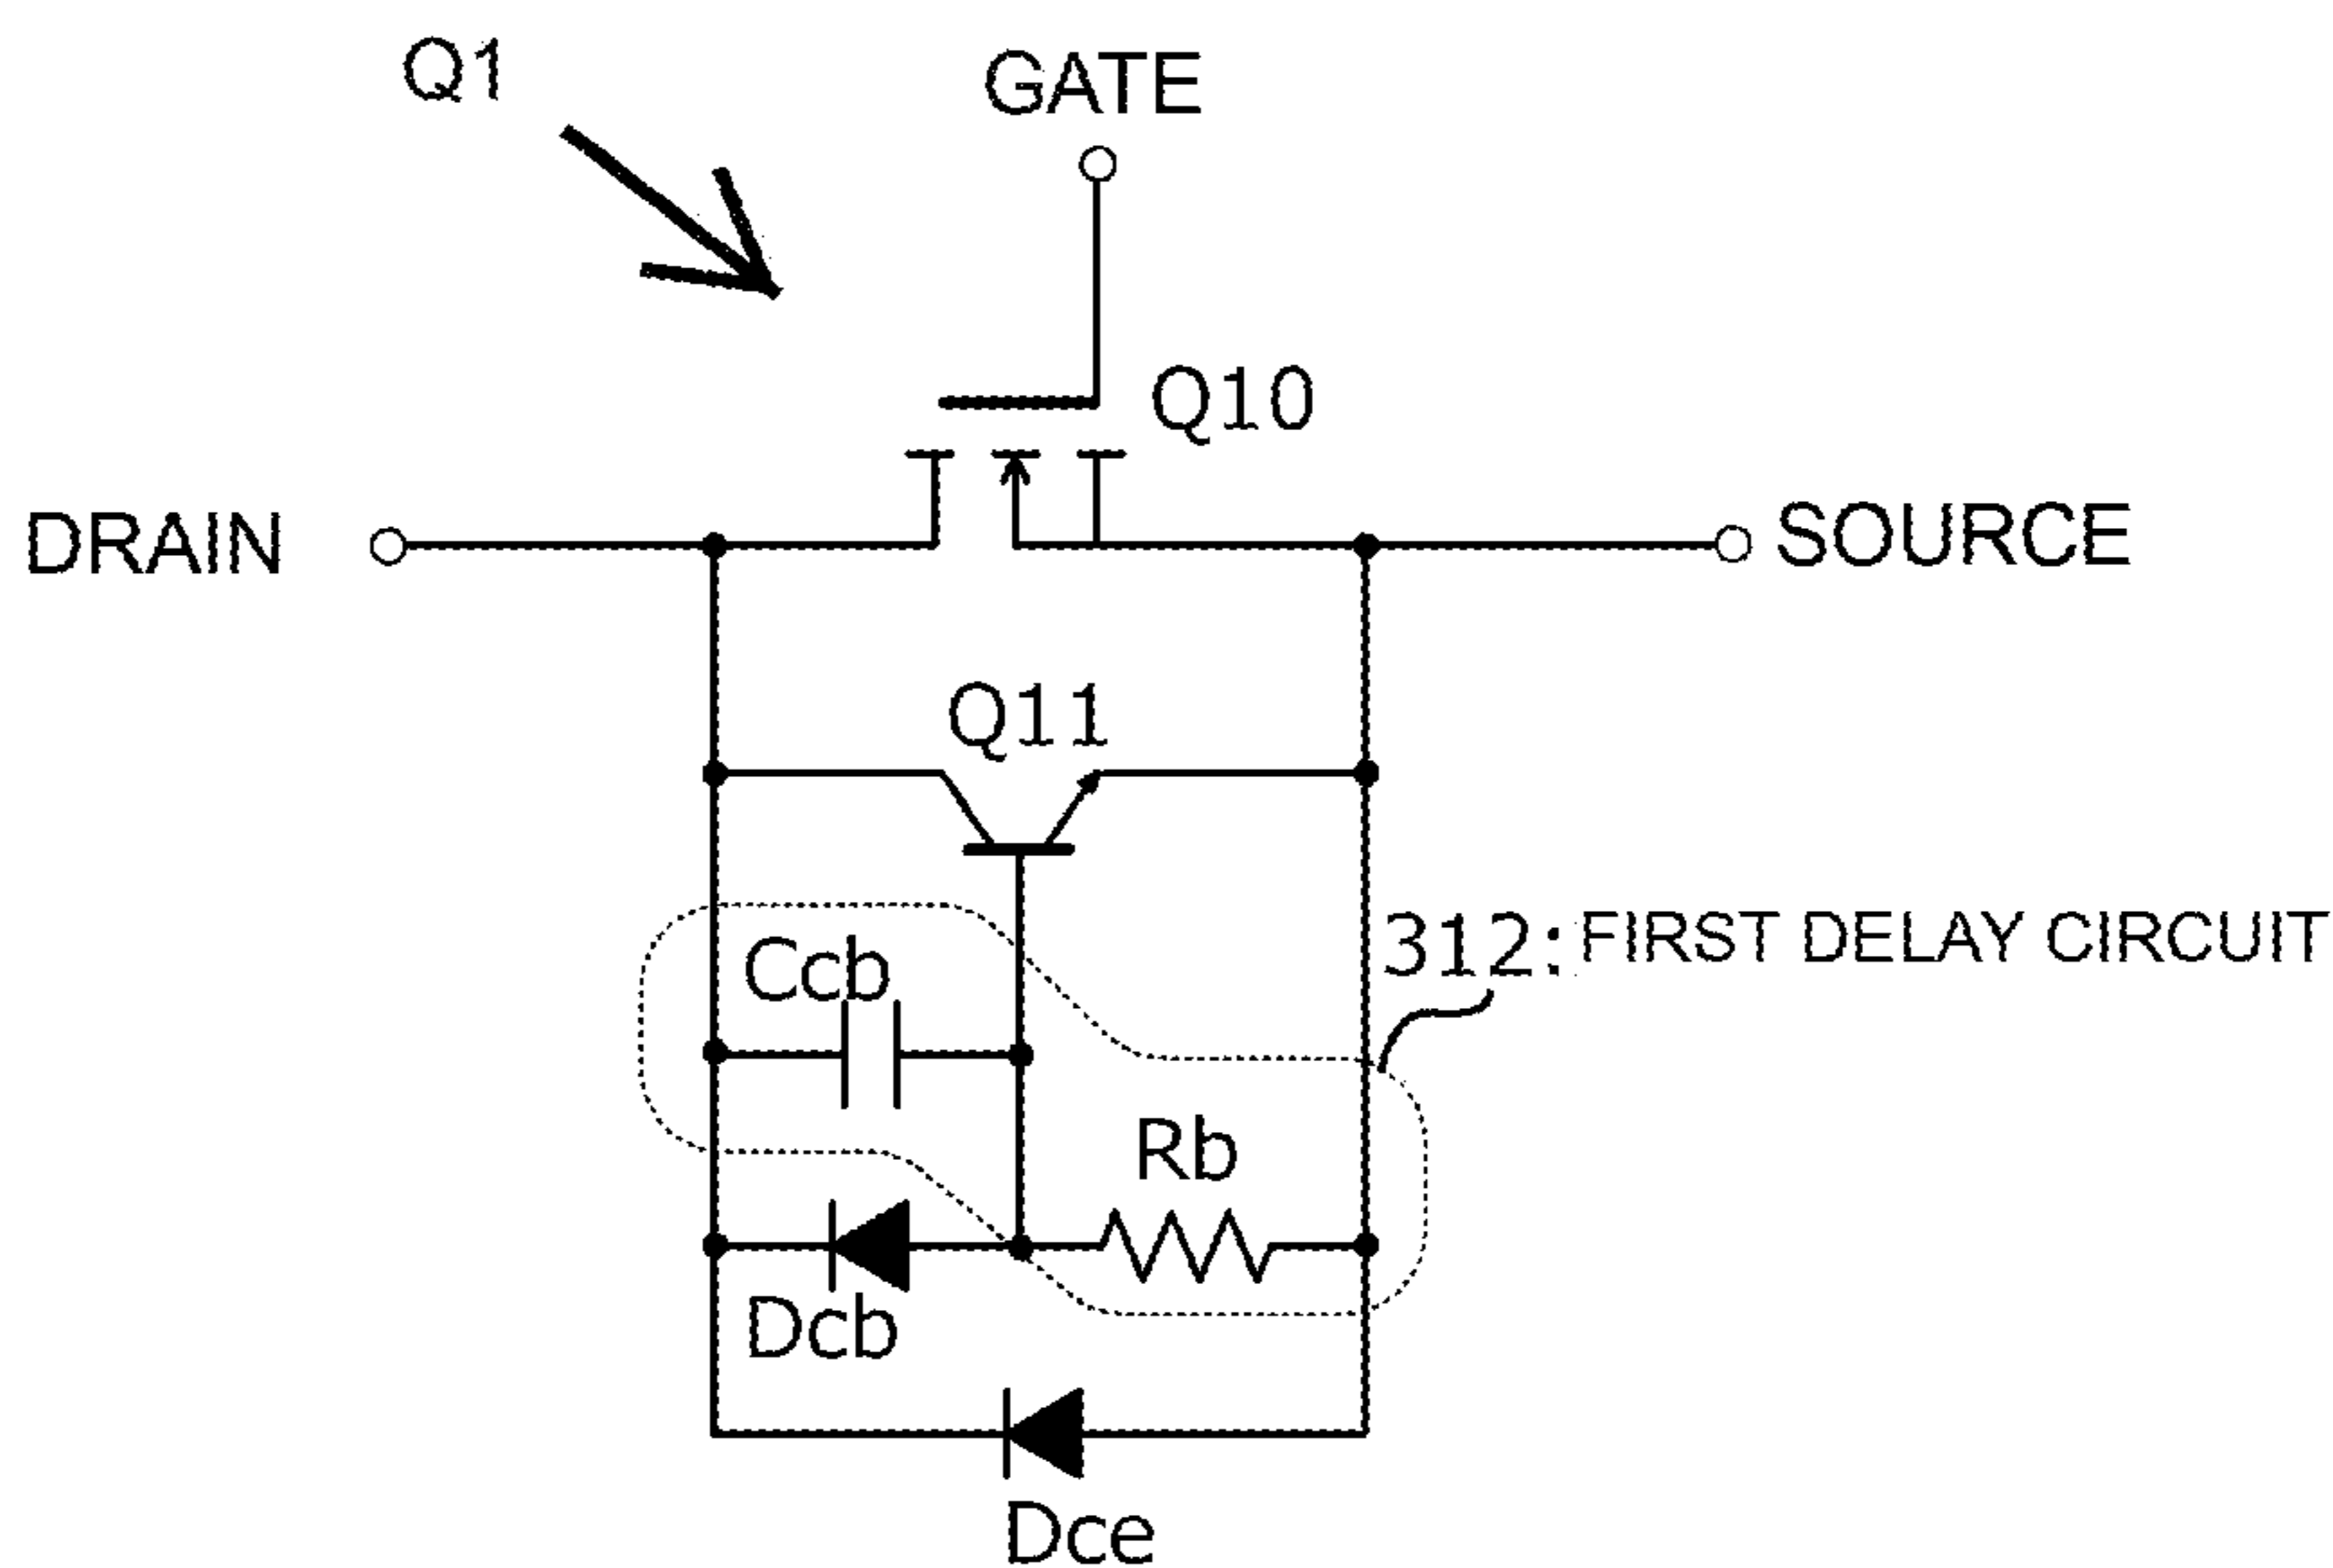 Q1
GATE
Q10
DRAIN
SOURCE
Q11
312: FIRST DELAY CIRCUIT
Ccb
Rb
Dcb
Dce